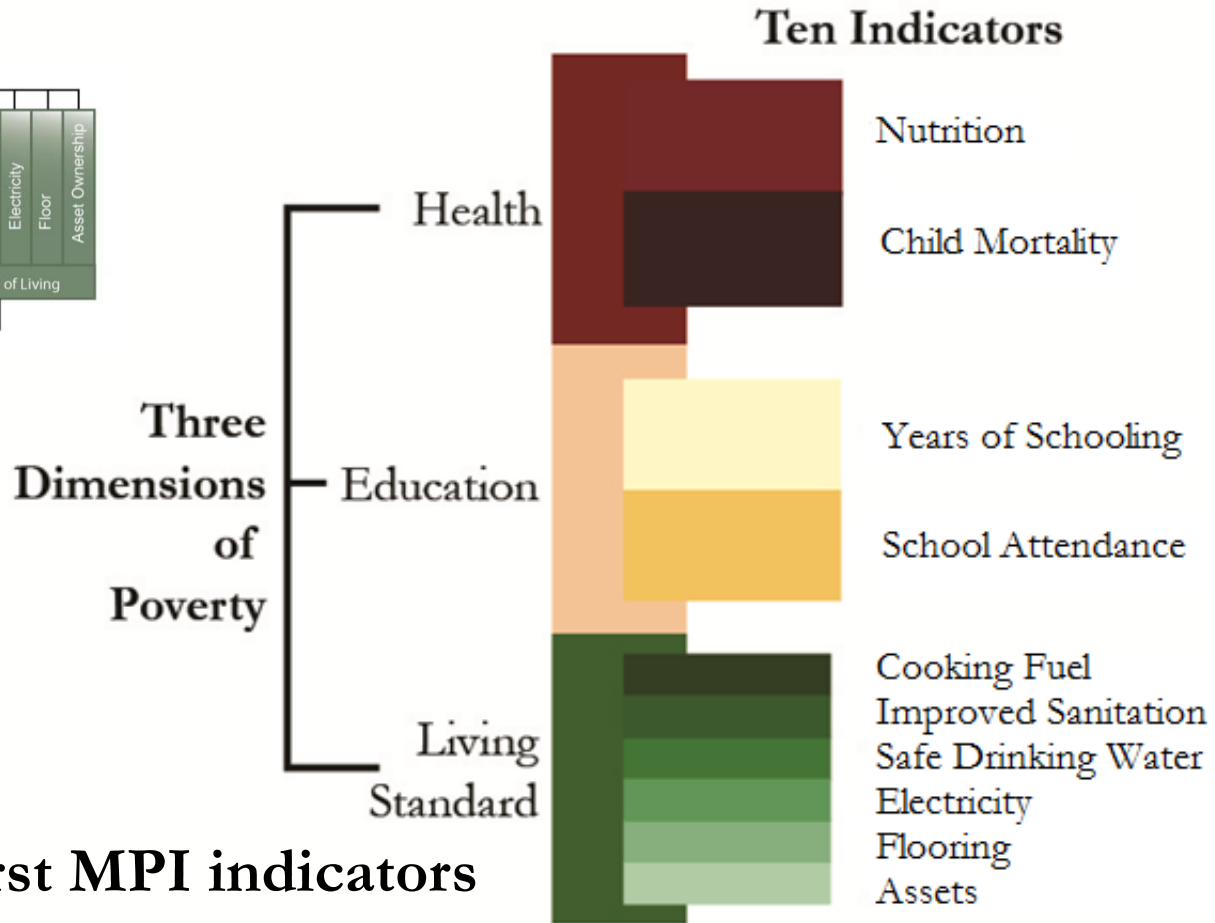 Ten Indicators
Electricity
Floor
Asset Ownership
of Living
Nutrition
Health
Child Mortality
Three
Dimensions
of
Poverty
Education
Years of Schooling
School Attendance
Living
Standard
Cooking Fuel
Improved Sanitation
Safe Drinking Water
Electricity
Flooring
Assets
MPI indicators